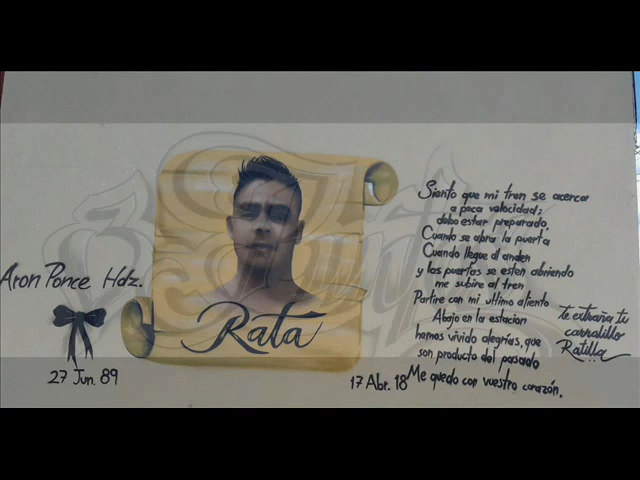 Aron Ponce Hdz.
27 Jun. 89
Rata
17 Abr. 18
Siento que mi tren se acerca
a poca velocidad;
debo estar preparado,
Cuando se abra la puerta
Cuando llegue al anden
y las puertas se esten abriendo
me subire al tren
Partire con mi ultimo aliento
Abajo en la estacion
hemos vivido alegrias, que
son producto del pasado
Me quedo con vuestro corazón.
te extraña tu
carralillo
Ratilla